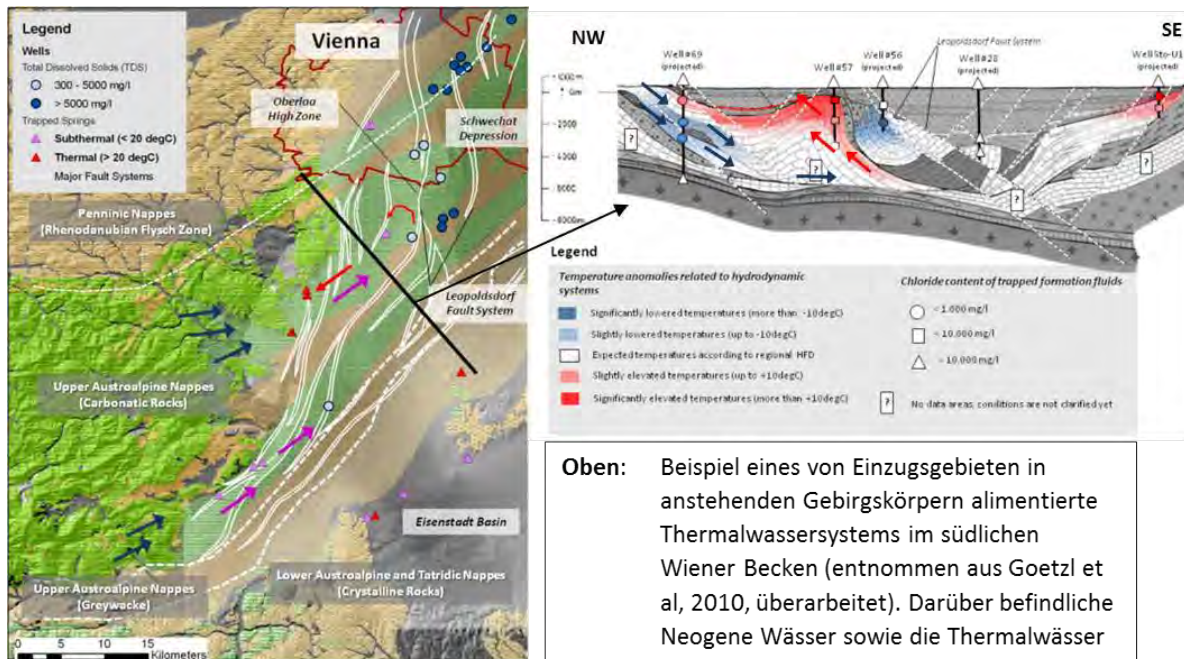 Legend
Wells
Total Dissolved Solids (TDS)
300 - 5000 mg/l
> 5000 mg/l
Trapped Springs
Subthermal (< 20 degC)
Thermal (> 20 degC)
Major Fault Systems
Vienna
Oberlaa
High Zone
Schwechat
Depression
Penninic Nappes
(Rhenodanubian Flysch Zone)
Leopoldsdorf
Fault System
Upper Austroalpine Nappes
(Carbonatic Rocks)
Eisenstadt Basin
Upper Austroalpine Nappes
(Greywacke)
Lower Austroalpine and Tatridic Nappes
(Crystalline Rocks)
0 5 10 15
Kilometers
NW
SE
Leopoldsdorf Fault System
Well#69
(projected)
Well#57
Well#56
(projected)
Well#28
(projected)
Well Sto-U1
(projected)
?
?
?
?
?
Legend
Temperature anomalies related to hydrodynamic
systems
Significantly lowered temperatures (more than -10degC)
Slightly lowered temperatures (up to -10degC)
Expected temperatures according to regional HFD
Slightly elevated temperatures (up to +10degC)
Significantly elevated temperatures (more than +10degC)
Chloride content of trapped formation fluids
< 1.000 mg/l
< 10.000 mg/l
? No data areas, conditions are not clarified yet
Oben: Beispiel eines von Einzugsgebieten in
anstehenden Gebirgskörpern alimentierte
Thermalwassersystems im südlichen
Wiener Becken (entnommen aus Goetzl et
al, 2010, überarbeitet). Darüber befindliche
Neogene Wässer sowie die Thermalwässer